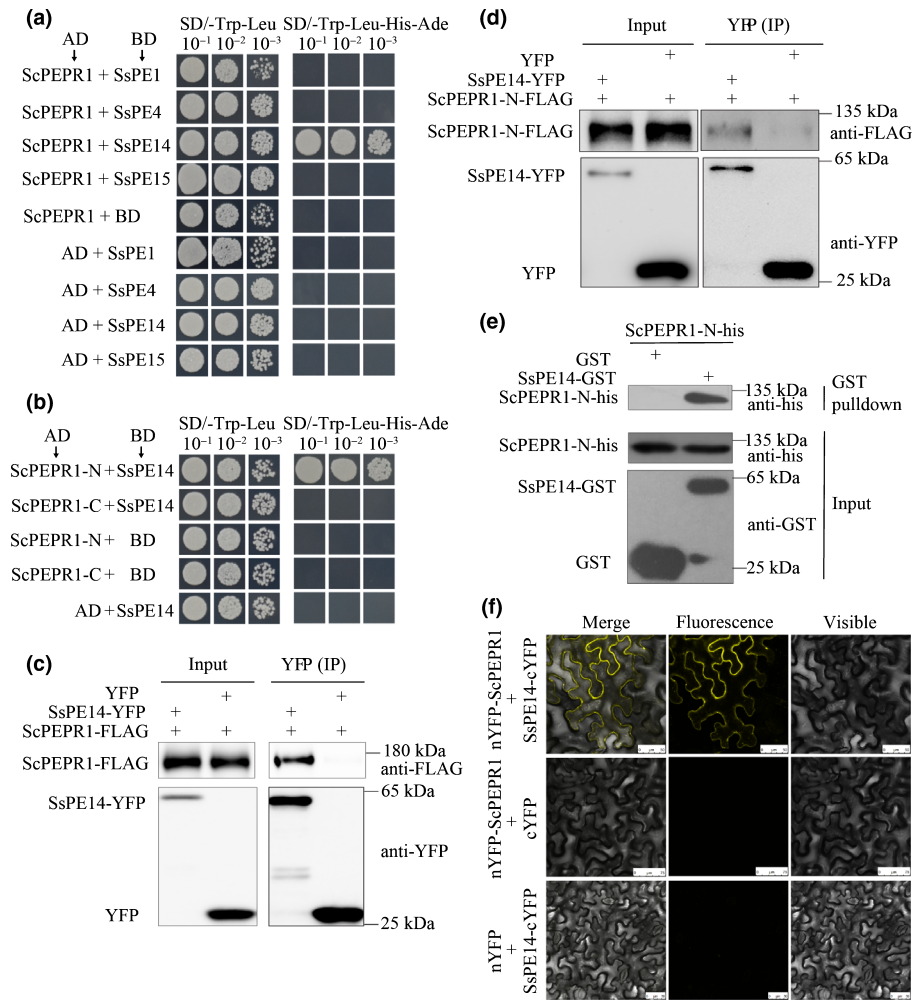 (a)
SD/-Trp-Leu SD/-Trp-Leu-His-Ade
AD BD 10⁻¹ 10⁻² 10⁻³ 10⁻¹ 10⁻² 10⁻³
ScPEPR1 + SsPE1
ScPEPR1 + SsPE4
ScPEPR1 + SsPE14
ScPEPR1 + SsPE15
ScPEPR1 + BD
AD + SsPE1
AD + SsPE4
AD + SsPE14
AD + SsPE15
(b)
SD/-Trp-Leu SD/-Trp-Leu-His-Ade
AD BD 10⁻¹ 10⁻² 10⁻³ 10⁻¹ 10⁻² 10⁻³
ScPEPR1-N + SsPE14
ScPEPR1-C + SsPE14
ScPEPR1-N + BD
ScPEPR1-C + BD
AD + SsPE14
(c)
Input YFP (IP)
YFP + +
SsPE14-YFP + +
ScPEPR1-FLAG + + + +
ScPEPR1-FLAG 180 kDa
anti-FLAG
SsPE14-YFP 65 kDa
anti-YFP
YFP 25 kDa
(d)
Input YFP (IP)
YFP + +
SsPE14-YFP + +
ScPEPR1-N-FLAG + + + +
135 kDa
ScPEPR1-N-FLAG anti-FLAG
65 kDa
SsPE14-YFP
anti-YFP
YFP 25 kDa
(e)
ScPEPR1-N-his
GST +
SsPE14-GST +
ScPEPR1-N-his 135 kDa
anti-his
GST
pulldown
ScPEPR1-N-his 135 kDa
anti-his
SsPE14-GST 65 kDa
anti-GST
Input
GST 25 kDa
(f)
Merge Fluorescence Visible
nYFP-ScPEPR1
+
SsPE14-cYFP
nYFP-ScPEPR1
+
cYFP
nYFP
+
SsPE14-cYFP